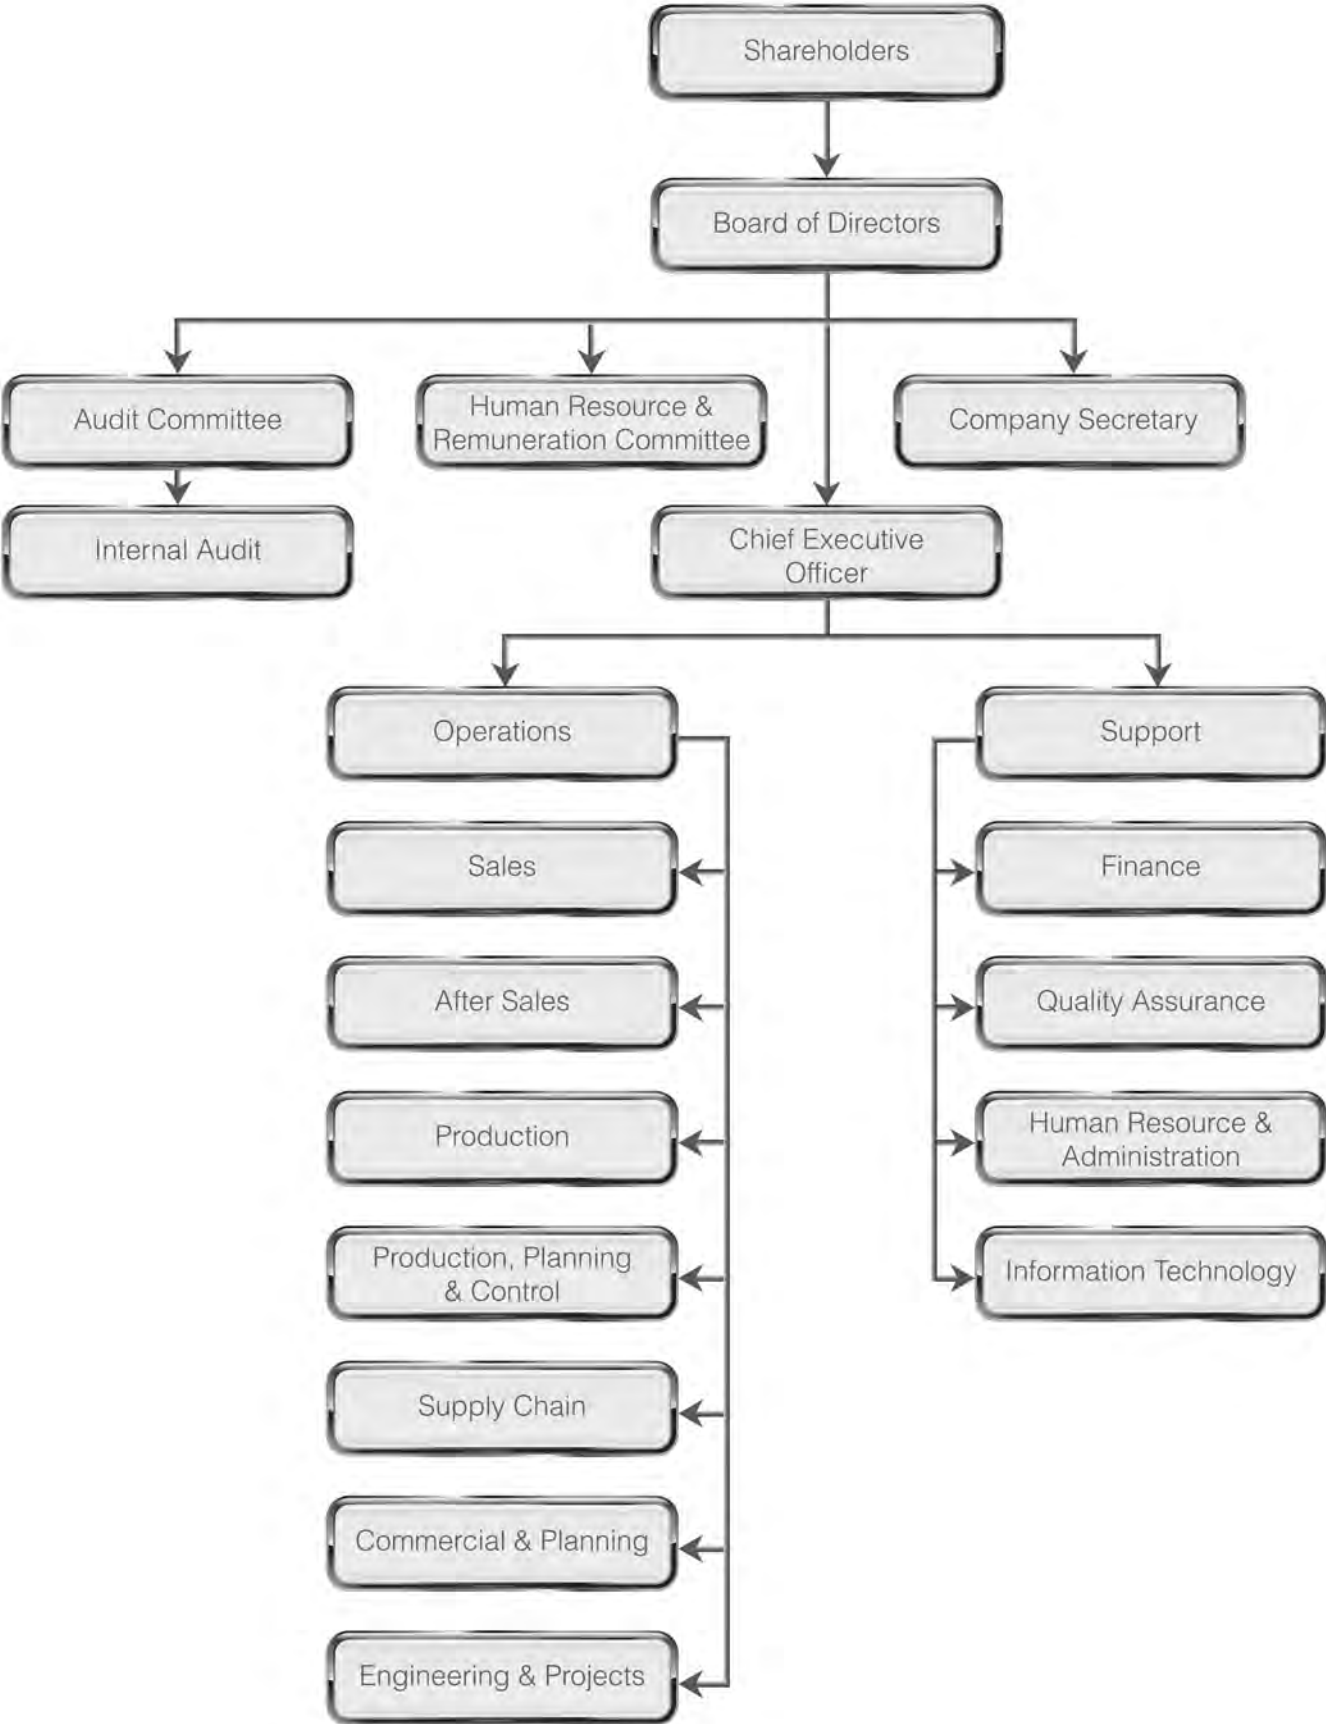 Shareholders
Board of Directors
Audit Committee
Human Resource &
Remuneration Committee
Company Secretary
Internal Audit
Chief Executive
Officer
Operations
Support
Sales
Finance
After Sales
Quality Assurance
Production
Human Resource &
Administration
Production, Planning
& Control
Information Technology
Supply Chain
Commercial & Planning
Engineering & Projects